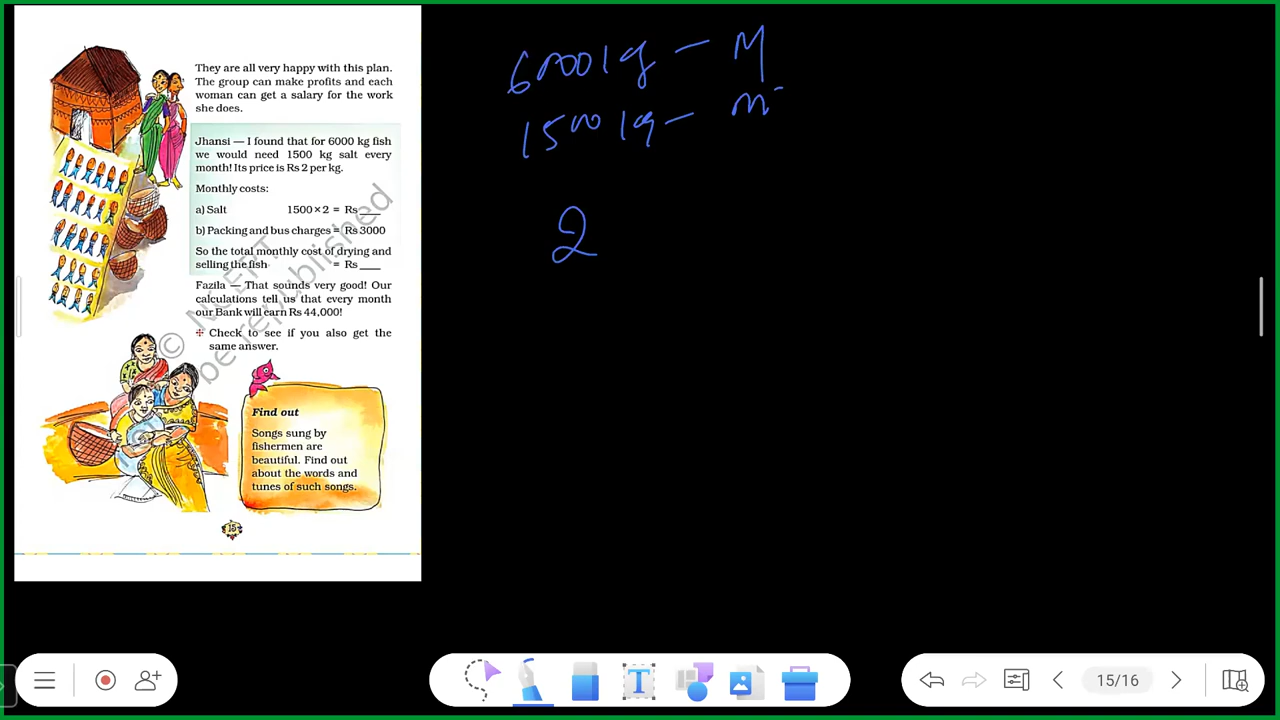 They are all very happy with this plan.
The group can make profits and each
woman can get a salary for the work
she does.
Jhansi — I found that for 6000 kg fish
we would need 1500 kg salt every
month! Its price is Rs 2 per kg.
Monthly costs:
a) Salt 1500 × 2 = Rs ___
b) Packing and bus charges = Rs 3000
So the total monthly cost of drying and
selling the fish = Rs ___
Fazila — That sounds very good! Our
calculations tell us that every month
our Bank will earn Rs 44,000!
✤ Check to see if you also get the
same answer.
Find out
Songs sung by
fishermen are
beautiful. Find out
about the words and
tunes of such songs.
15
© NCERT
be republished
6000 kg – M
1500 kg – m
2
T
15/16